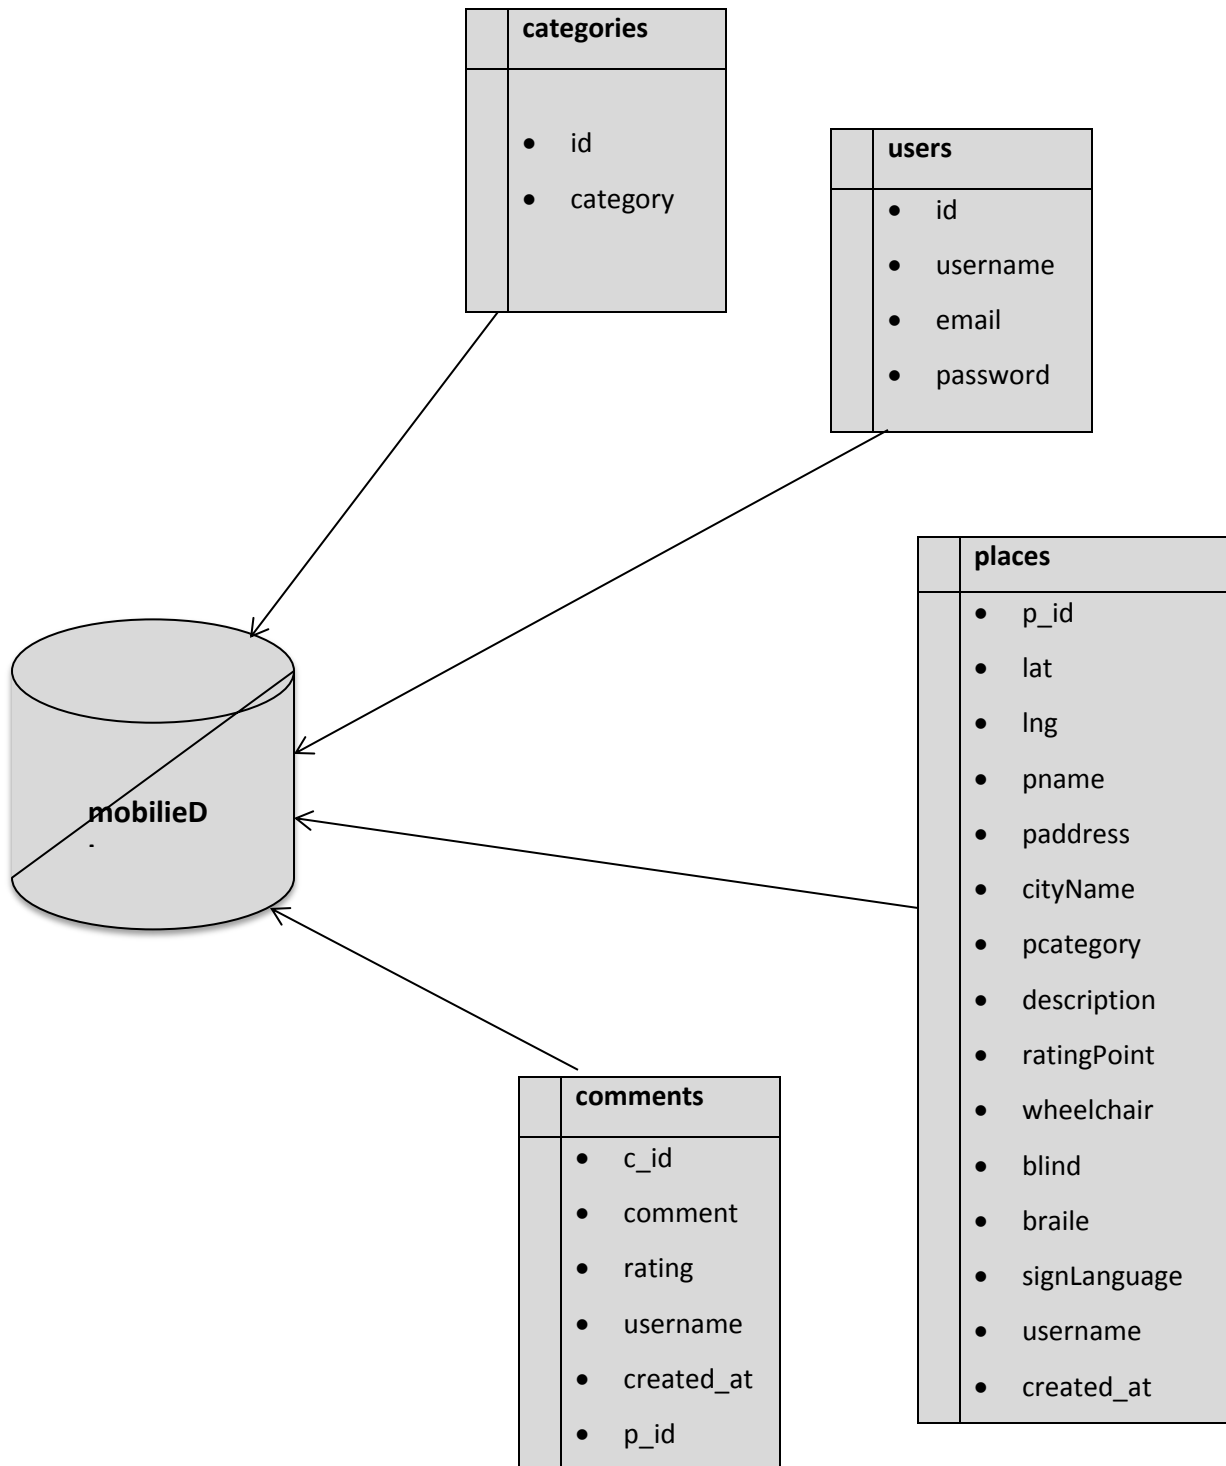 categories
• id
• category
users
• id
• username
• email
• password
places
• p_id
• lat
• lng
• pname
• paddress
• cityName
• pcategory
• description
• ratingPoint
• wheelchair
• blind
• braile
• signLanguage
• username
• created_at
mobilieD
comments
• c_id
• comment
• rating
• username
• created_at
• p_id